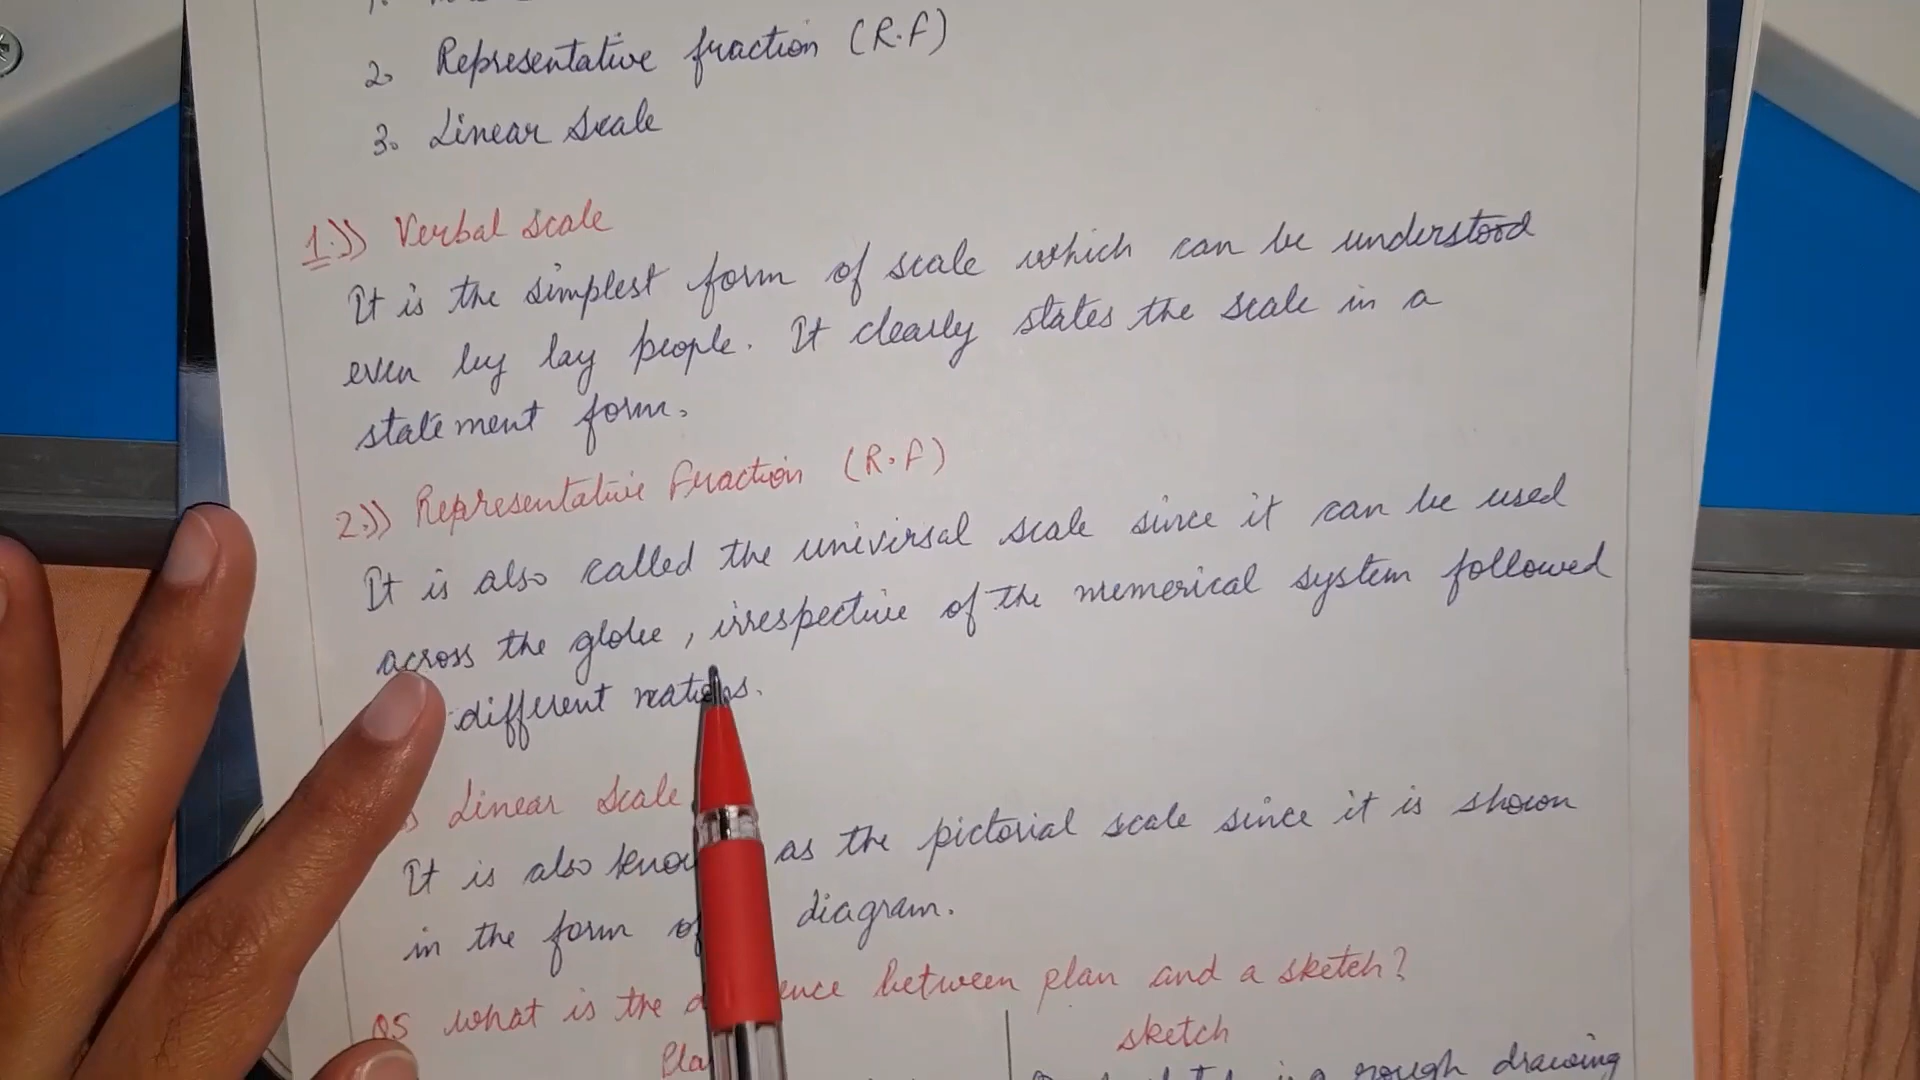 1.
2. Representative fraction (R.F)
3. Linear Scale
1.)) Verbal Scale
It is the simplest form of scale which can be understood
even by lay people. It clearly states the scale in a
statement form.
2.)) Representative Fraction (R.F)
It is also called the universal scale since it can be used
across the globe, irrespective of the numerical system followed
different nations.
Linear Scale
It is also as the pictorial scale since it is shown
in the form diagram.
Q5 what is the between plan and a sketch?
sketch
rough drawing